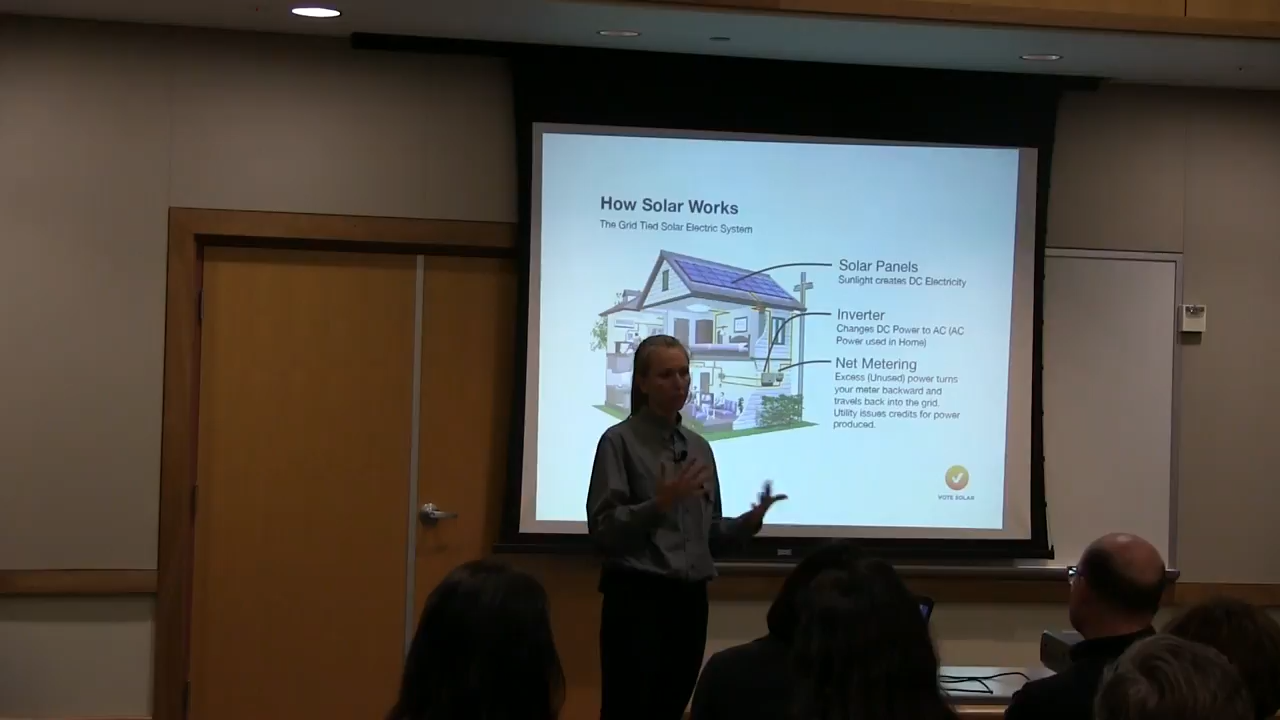 How Solar Works
The Grid Tied Solar Electric System
Solar Panels
Sunlight creates DC Electricity
Inverter
Changes DC Power to AC (AC
Power used in Home)
Net Metering
Excess (Unused) power turns
your meter backward and
travels back into the grid.
Utility issues credits for power
produced.
VOTE SOLAR